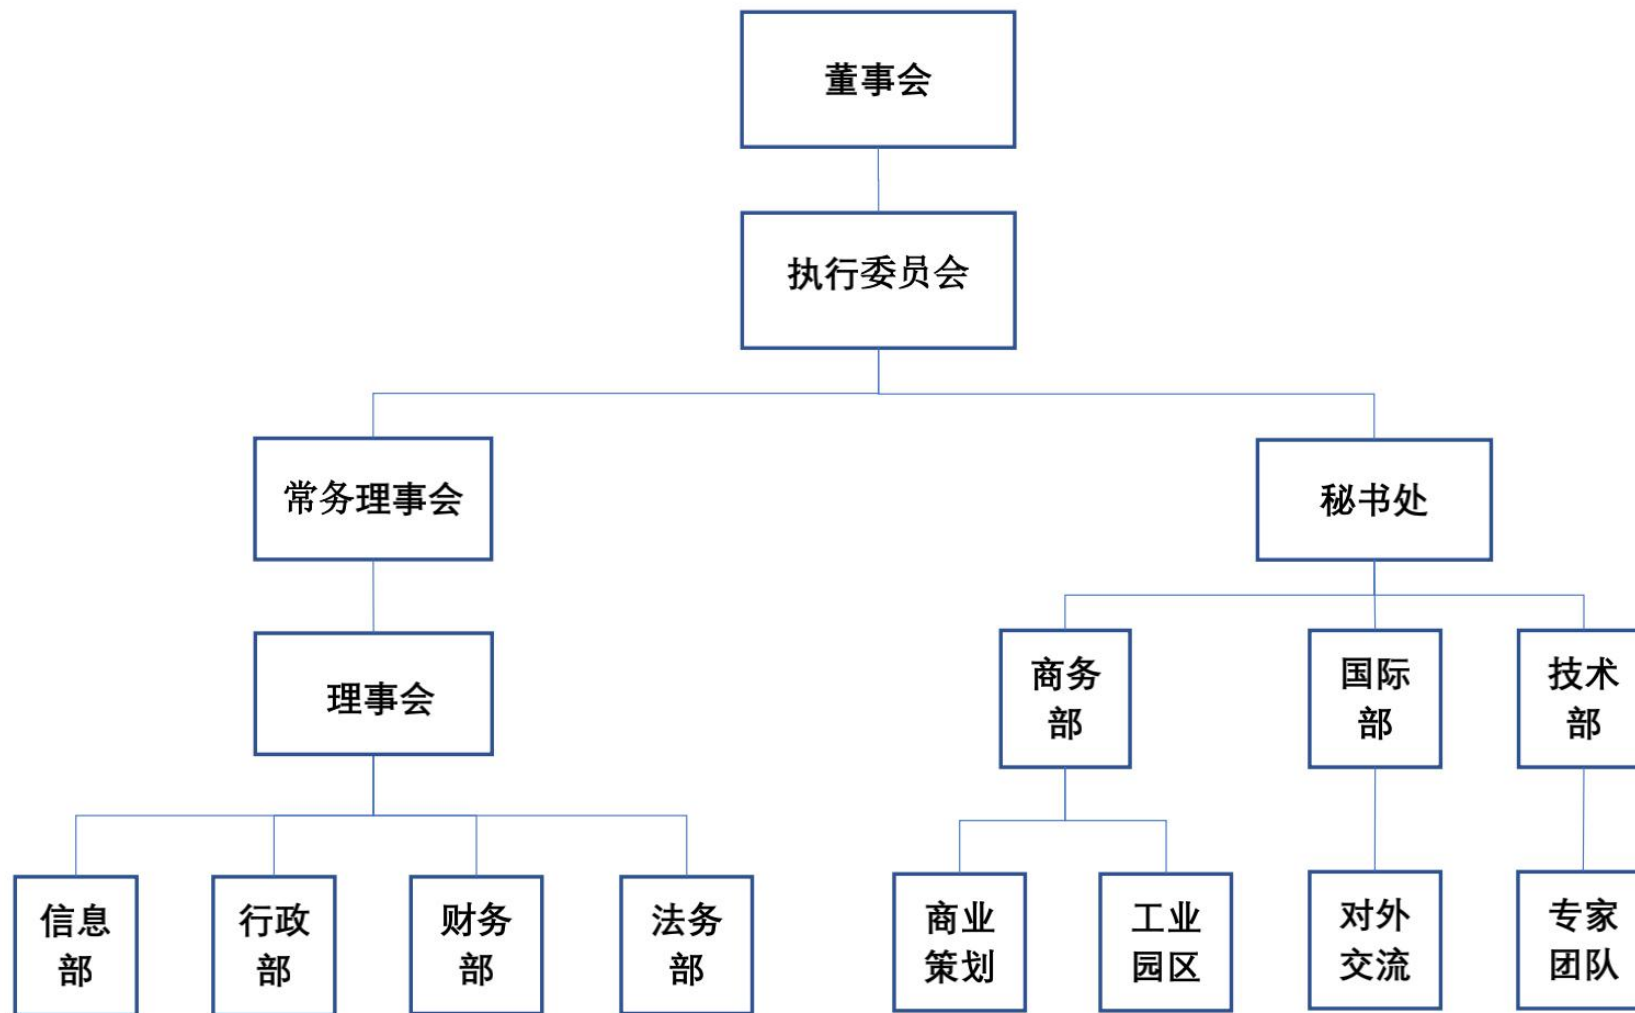 董事会
执行委员会
常务理事会
秘书处
理事会
商务
部
国际
部
技术
部
信息
部
行政
部
财务
部
法务
部
商业
策划
工业
园区
对外
交流
专家
团队